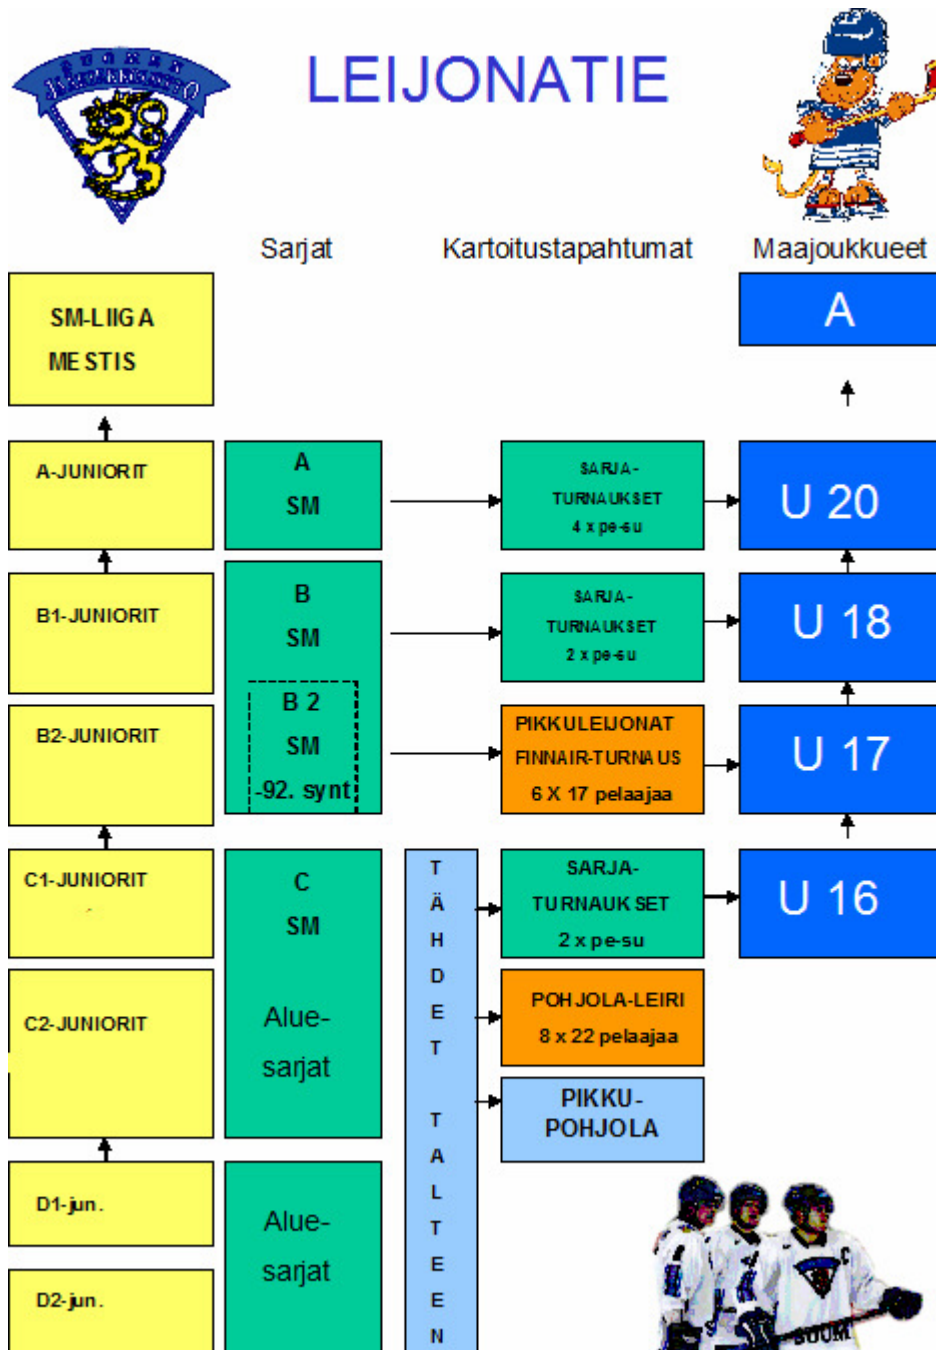 SUOMEN
JÄÄKIEKKOLIITTO
LEIJONATIE
Sarjat
Kartoitustapahtumat
Maajoukkueet
SM-LIIGA
MESTIS
A
A-JUNIORIT
A
SM
SARJA-
TURNAUKSET
4 x pe-su
U 20
B1-JUNIORIT
B
SM
SARJA-
TURNAUKSET
2 x pe-su
U 18
B2-JUNIORIT
B 2
SM
-92. synt
PIKKULEIJONAT
FINNAIR-TURNAUS
6 X 17 pelaajaa
U 17
C1-JUNIORIT
C
SM
TÄHDET TALTEEN
SARJA-
TURNAUKSET
2 x pe-su
U 16
C2-JUNIORIT
Alue-
sarjat
POHJOLA-LEIRI
8 x 22 pelaajaa
PIKKU-
POHJOLA
D1-jun.
Alue-
sarjat
D2-jun.
C
SUOM